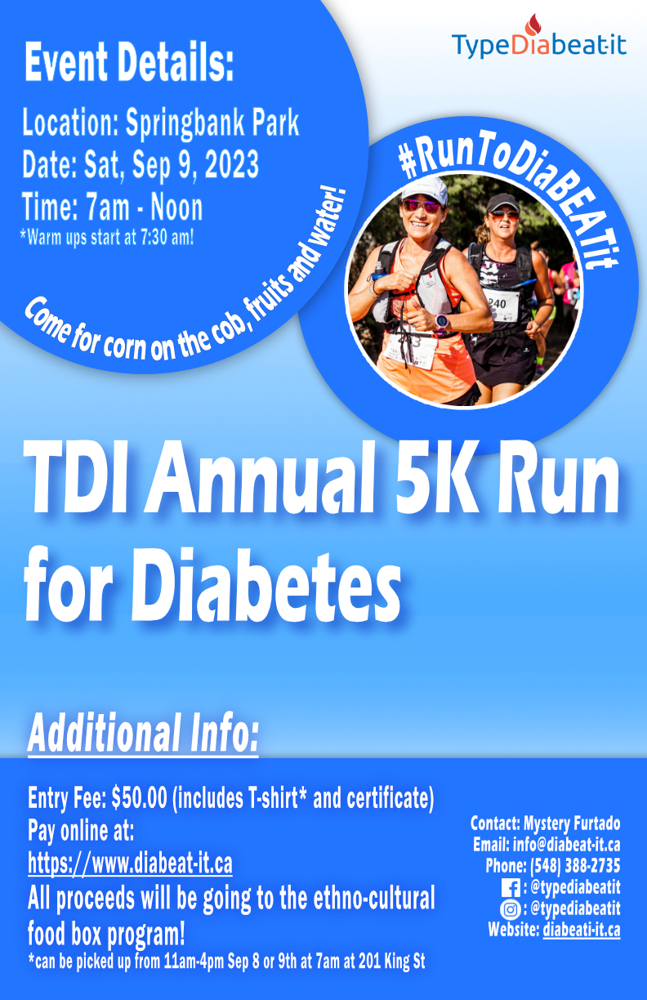 TypeDiabeat-it
Event Details:
Location: Springbank Park
Date: Sat, Sep 9, 2023
Time: 7am - Noon
*Warm ups start at 7:30 am!
Come for corn on the cob, fruits and water!
#RunToDiaBEATit
240
TDI Annual 5K Run
for Diabetes
Additional Info:
Entry Fee: $50.00 (includes T-shirt* and certificate)
Pay online at:
https://www.diabeat-it.ca
All proceeds will be going to the ethno-cultural
food box program!
*can be picked up from 11am-4pm Sep 8 or 9th at 7am at 201 King St
Contact: Mystery Furtado
Email: info@diabeat-it.ca
Phone: (548) 388-2735
: @typediabeatit
: @typediabeatit
Website: diabeati-it.ca